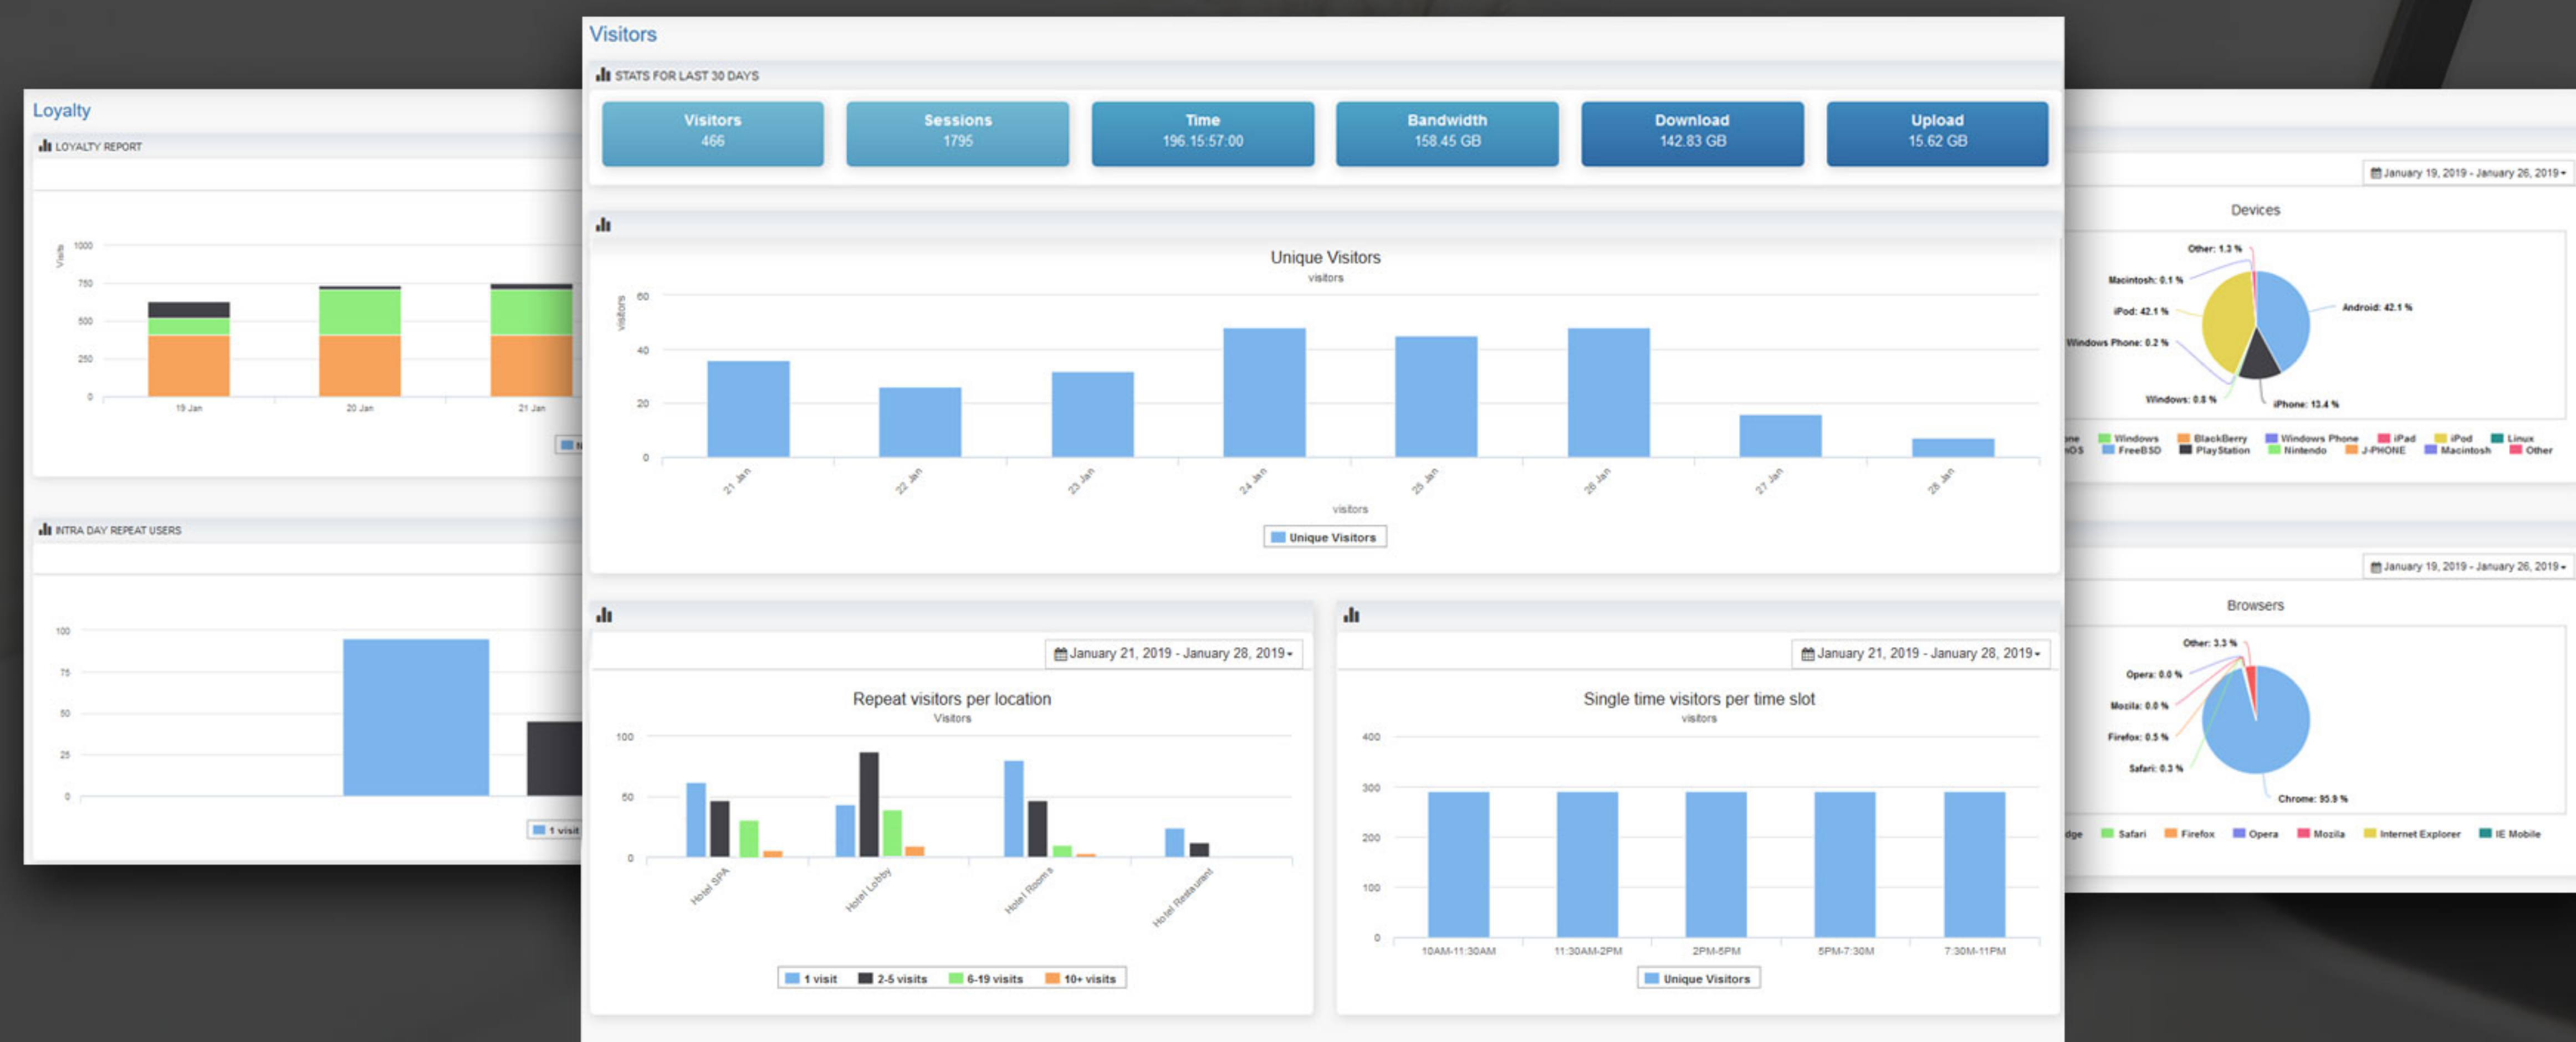 Loyalty
LOYALTY REPORT
Visits
1000
750
500
250
0
19 Jan
20 Jan
21 Jan
INTRA DAY REPEAT USERS
100
75
50
25
0
1 visit
Visitors
STATS FOR LAST 30 DAYS
Visitors
466
Sessions
1795
Time
196.15:57:00
Bandwidth
158.45 GB
Download
142.83 GB
Upload
15.62 GB
Unique Visitors
visitors
visitors
60
40
20
0
21 Jan
22 Jan
23 Jan
24 Jan
25 Jan
26 Jan
27 Jan
28 Jan
visitors
Unique Visitors
January 21, 2019 - January 28, 2019
Repeat visitors per location
Visitors
100
50
0
Hotel SPA
Hotel Lobby
Hotel Rooms
Hotel Restaurant
1 visit 2-5 visits 6-19 visits 10+ visits
January 21, 2019 - January 28, 2019
Single time visitors per time slot
visitors
400
300
200
100
0
10AM-11:30AM
11:30AM-2PM
2PM-5PM
5PM-7:30M
7:30M-11PM
Unique Visitors
January 19, 2019 - January 26, 2019
Devices
Other: 1.3 %
Macintosh: 0.1 %
iPod: 42.1 %
Android: 42.1 %
Windows Phone: 0.2 %
Windows: 0.8 %
iPhone: 13.4 %
Windows BlackBerry Windows Phone iPad iPod Linux
FreeBSD PlayStation Nintendo J-PHONE Macintosh Other
January 19, 2019 - January 26, 2019
Browsers
Other: 3.3 %
Opera: 0.0 %
Mozila: 0.0 %
Firefox: 0.5 %
Safari: 0.3 %
Chrome: 95.9 %
Safari Firefox Opera Mozila Internet Explorer IE Mobile